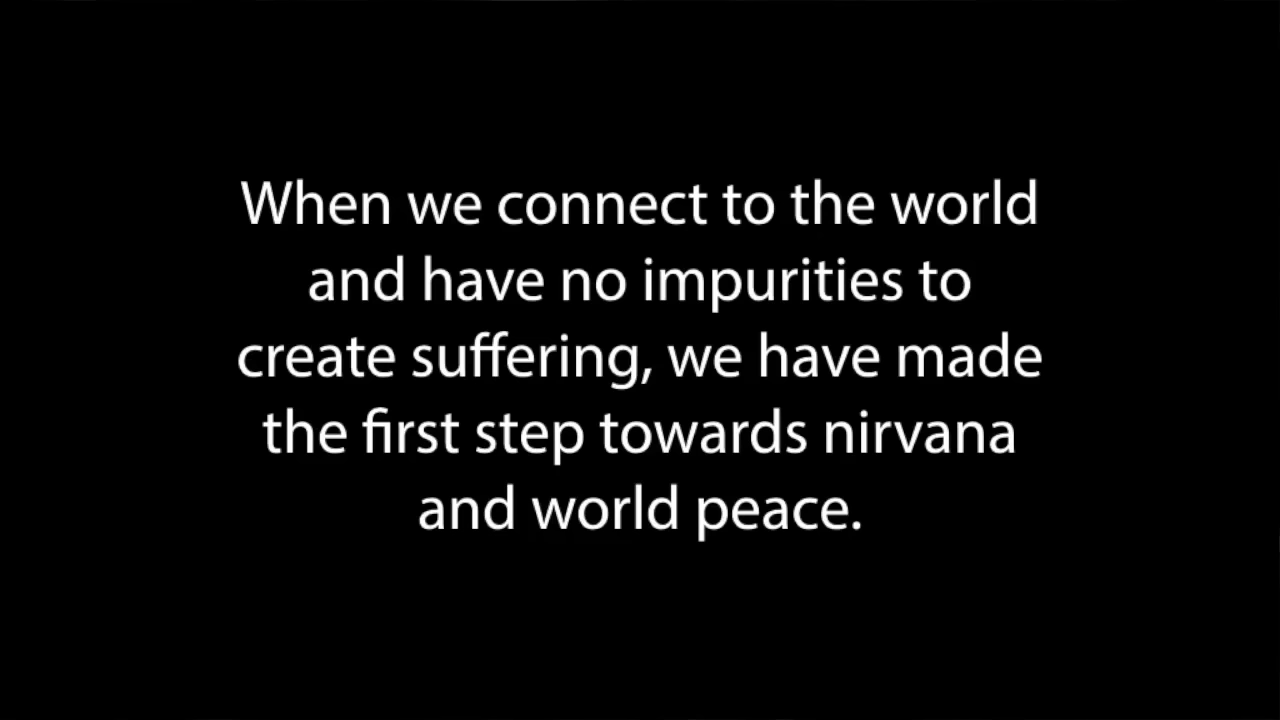 When we connect to the world
and have no impurities to
create suffering, we have made
the first step towards nirvana
and world peace.